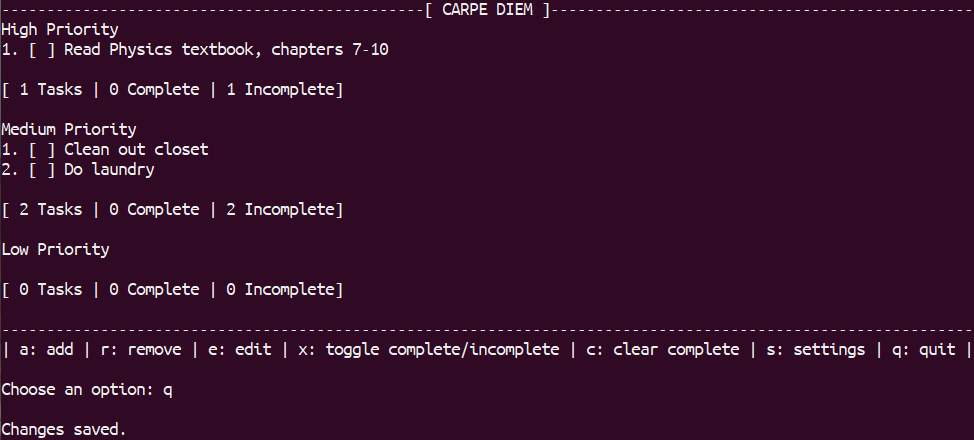 -----------------------------------------------[ CARPE DIEM ]-----------------------------------------------
High Priority
1. [ ] Read Physics textbook, chapters 7-10
[ 1 Tasks | 0 Complete | 1 Incomplete]
Medium Priority
1. [ ] Clean out closet
2. [ ] Do laundry
[ 2 Tasks | 0 Complete | 2 Incomplete]
Low Priority
[ 0 Tasks | 0 Complete | 0 Incomplete]
------------------------------------------------------------------------------------------------------------
| a: add | r: remove | e: edit | x: toggle complete/incomplete | c: clear complete | s: settings | q: quit |
Choose an option: q
Changes saved.